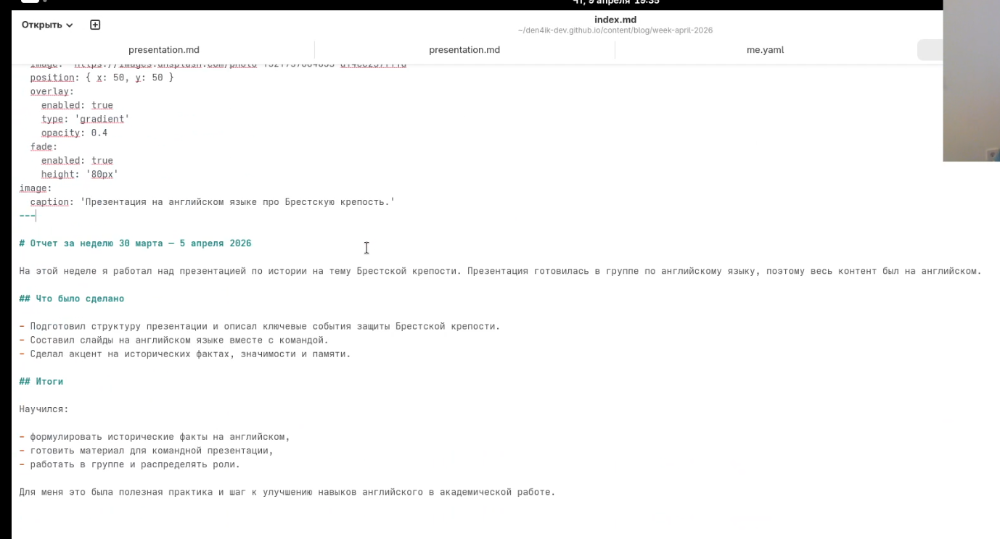 Чт, 9 апреля 19:35
Открыть
index.md
~/den4ik-dev.github.io/content/blog/week-april-2026
presentation.md
presentation.md
me.yaml
position: { x: 50, y: 50 }
overlay:
enabled: true
type: 'gradient'
opacity: 0.4
fade:
enabled: true
height: '80px'
image:
caption: 'Презентация на английском языке про Брестскую крепость.'
---
# Отчет за неделю 30 марта – 5 апреля 2026
На этой неделе я работал над презентацией по истории на тему Брестской крепости. Презентация готовилась в группе по английскому языку, поэтому весь контент был на английском.
## Что было сделано
- Подготовил структуру презентации и описал ключевые события защиты Брестской крепости.
- Составил слайды на английском языке вместе с командой.
- Сделал акцент на исторических фактах, значимости и памяти.
## Итоги
Научился:
- формулировать исторические факты на английском,
- готовить материал для командной презентации,
- работать в группе и распределять роли.
Для меня это была полезная практика и шаг к улучшению навыков английского в академической работе.